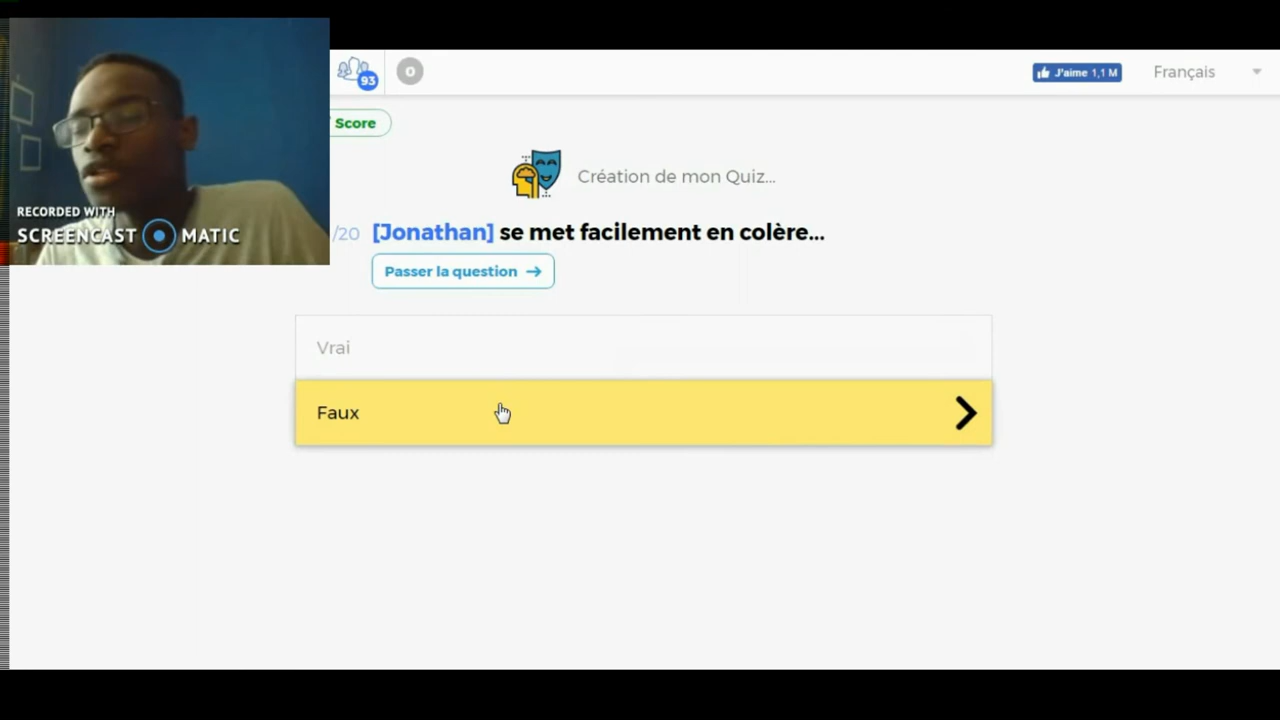 93
0
J'aime 1,1 M
Français
Score
Création de mon Quiz...
/20 [Jonathan] se met facilement en colère...
Passer la question →
Vrai
Faux
RECORDED WITH
SCREENCAST MATIC